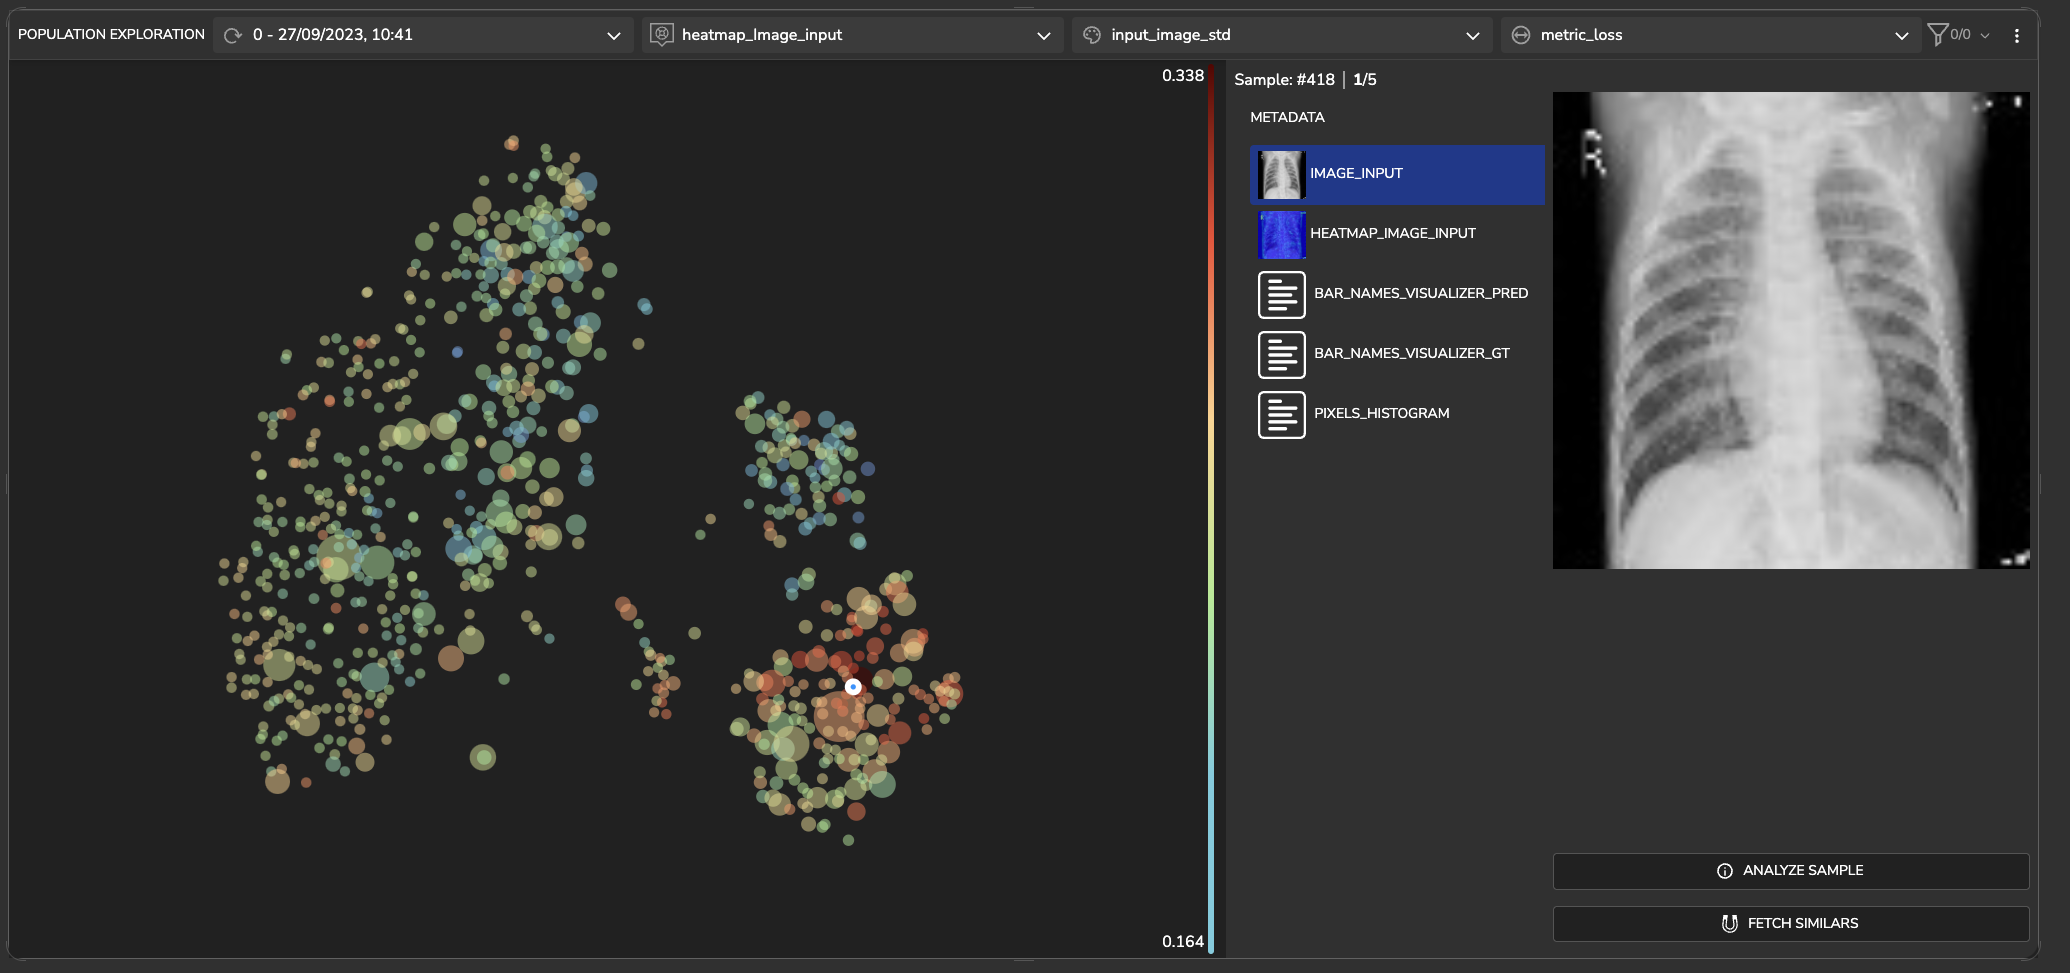 POPULATION EXPLORATION
0 - 27/09/2023, 10:41
heatmap_Image_input
input_image_std
metric_loss
0/0
0.338
0.164
Sample: #418 | 1/5
METADATA
IMAGE_INPUT
HEATMAP_IMAGE_INPUT
BAR_NAMES_VISUALIZER_PRED
BAR_NAMES_VISUALIZER_GT
PIXELS_HISTOGRAM
R
ANALYZE SAMPLE
FETCH SIMILARS